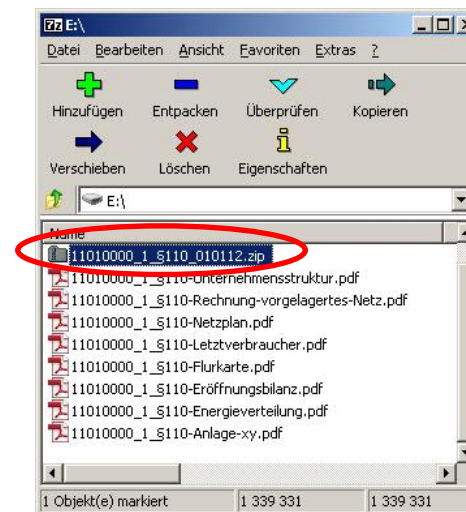 7z E:\
Datei Bearbeiten Ansicht Favoriten Extras ?
Hinzufügen Entpacken Überprüfen Kopieren
Verschieben Löschen Eigenschaften
E:\
Name
11010000_1_§110_010112.zip
11010000_1_§110-Unternehmensstruktur.pdf
11010000_1_§110-Rechnung-vorgelagertes-Netz.pdf
11010000_1_§110-Netzplan.pdf
11010000_1_§110-Letztverbraucher.pdf
11010000_1_§110-Flurkarte.pdf
11010000_1_§110-Eröffnungsbilanz.pdf
11010000_1_§110-Energieverteilung.pdf
11010000_1_§110-Anlage-xy.pdf
1 Objekt(e) markiert 1 339 331 1 339 331